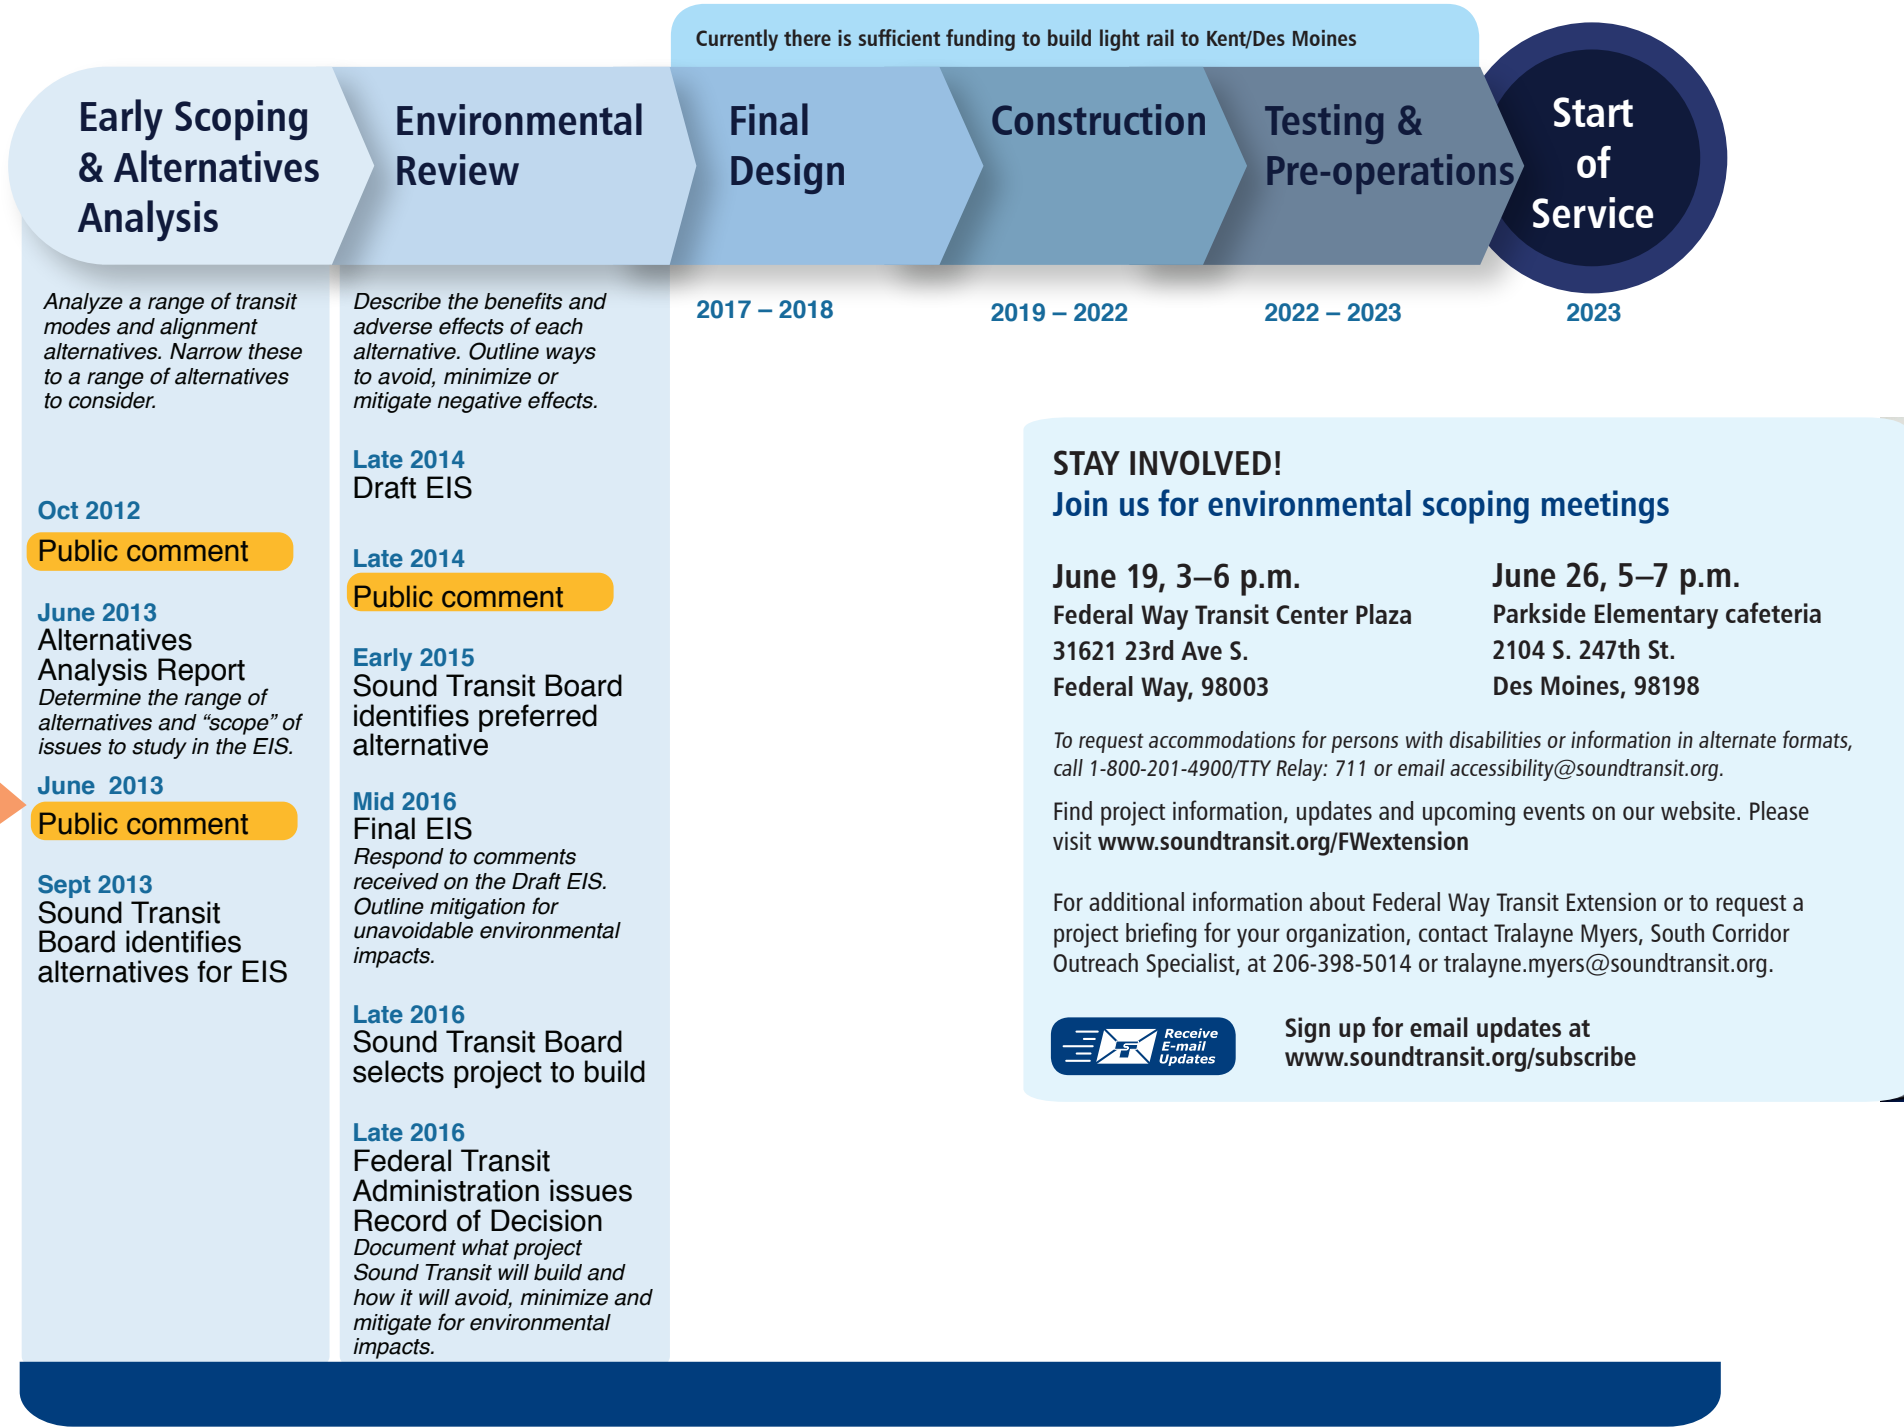 Currently there is sufficient funding to build light rail to Kent/Des Moines
Early Scoping
& Alternatives
Analysis
Environmental
Review
Final
Design
Construction
Testing &
Pre-operations
Start
of
Service
Analyze a range of transit
modes and alignment
alternatives. Narrow these
to a range of alternatives
to consider.
Oct 2012
Public comment
June 2013
Alternatives
Analysis Report
Determine the range of
alternatives and “scope” of
issues to study in the EIS.
June 2013
Public comment
Sept 2013
Sound Transit
Board identifies
alternatives for EIS
Describe the benefits and
adverse effects of each
alternative. Outline ways
to avoid, minimize or
mitigate negative effects.
Late 2014
Draft EIS
Late 2014
Public comment
Early 2015
Sound Transit Board
identifies preferred
alternative
Mid 2016
Final EIS
Respond to comments
received on the Draft EIS.
Outline mitigation for
unavoidable environmental
impacts.
Late 2016
Sound Transit Board
selects project to build
Late 2016
Federal Transit
Administration issues
Record of Decision
Document what project
Sound Transit will build and
how it will avoid, minimize and
mitigate for environmental
impacts.
2017 – 2018
2019 – 2022
2022 – 2023
2023
STAY INVOLVED!
Join us for environmental scoping meetings
June 19, 3–6 p.m.
Federal Way Transit Center Plaza
31621 23rd Ave S.
Federal Way, 98003
June 26, 5–7 p.m.
Parkside Elementary cafeteria
2104 S. 247th St.
Des Moines, 98198
To request accommodations for persons with disabilities or information in alternate formats,
call 1-800-201-4900/TTY Relay: 711 or email accessibility@soundtransit.org.
Find project information, updates and upcoming events on our website. Please
visit www.soundtransit.org/FWextension
For additional information about Federal Way Transit Extension or to request a
project briefing for your organization, contact Tralayne Myers, South Corridor
Outreach Specialist, at 206-398-5014 or tralayne.myers@soundtransit.org.
Receive
E-mail
Updates
Sign up for email updates at
www.soundtransit.org/subscribe